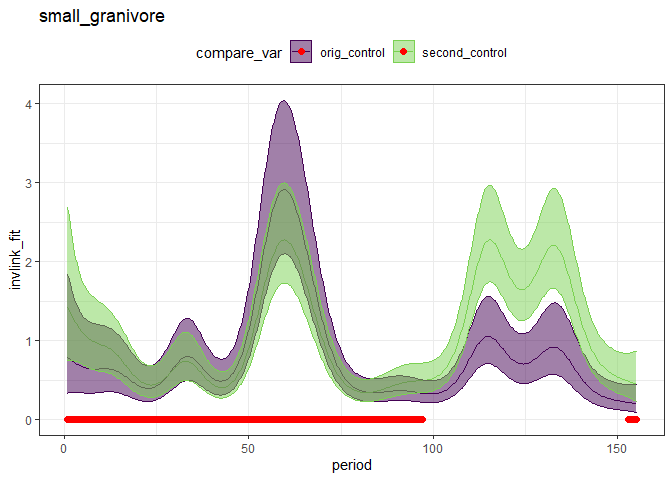 small_granivore
compare_var orig_control second_control
4
3
2
1
0
invlink_fit
0 50 100 150
period